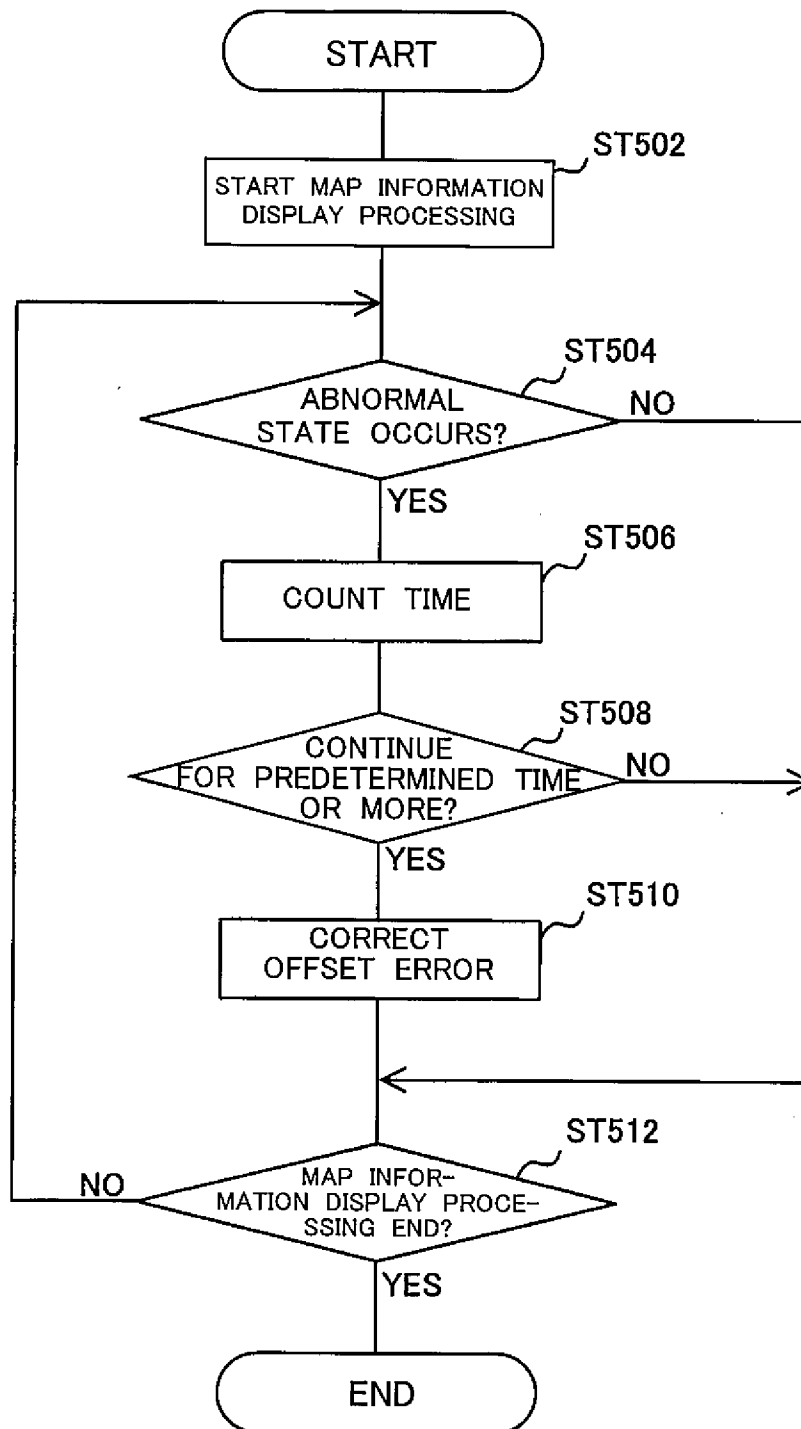 START
ST502
START MAP INFORMATION
DISPLAY PROCESSING
ST504
ABNORMAL
STATE OCCURS?
NO
YES
ST506
COUNT TIME
ST508
CONTINUE
FOR PREDETERMINED TIME
OR MORE?
NO
YES
ST510
CORRECT
OFFSET ERROR
ST512
MAP INFOR-
MATION DISPLAY PROCE-
SSING END?
NO
YES
END